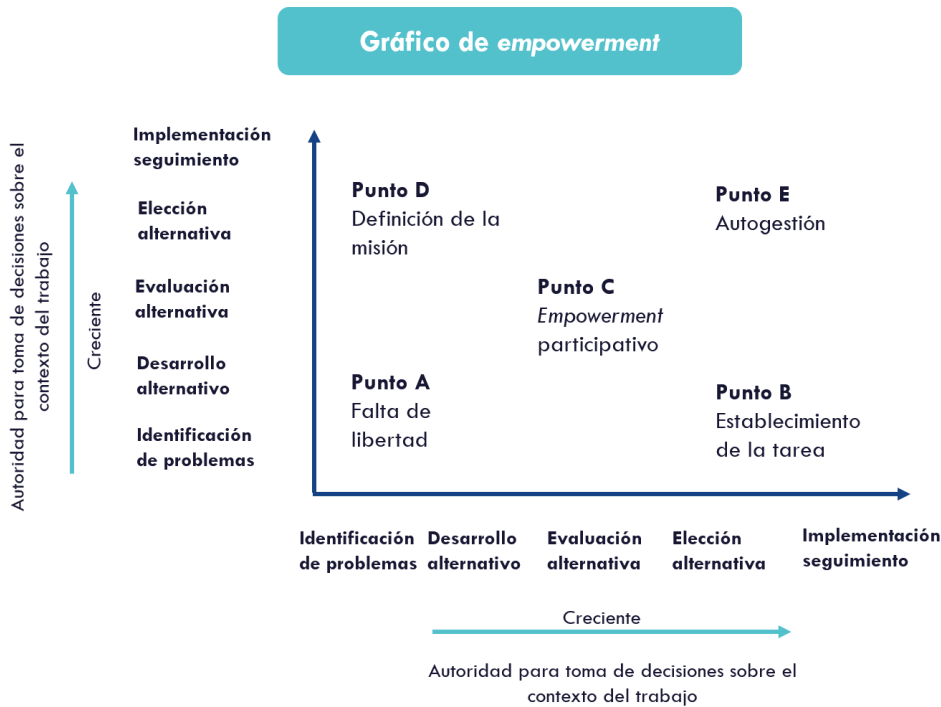 Gráfico de empowerment
Autoridad para toma de decisiones sobre el
contexto del trabajo
Creciente
Implementación
seguimiento
Elección
alternativa
Evaluación
alternativa
Desarrollo
alternativo
Identificación
de problemas
Punto D
Definición de la
misión
Punto E
Autogestión
Punto C
Empowerment
participativo
Punto A
Falta de
libertad
Punto B
Establecimiento
de la tarea
Identificación
de problemas
Desarrollo
alternativo
Evaluación
alternativa
Elección
alternativa
Implementación
seguimiento
Creciente
Autoridad para toma de decisiones sobre el
contexto del trabajo